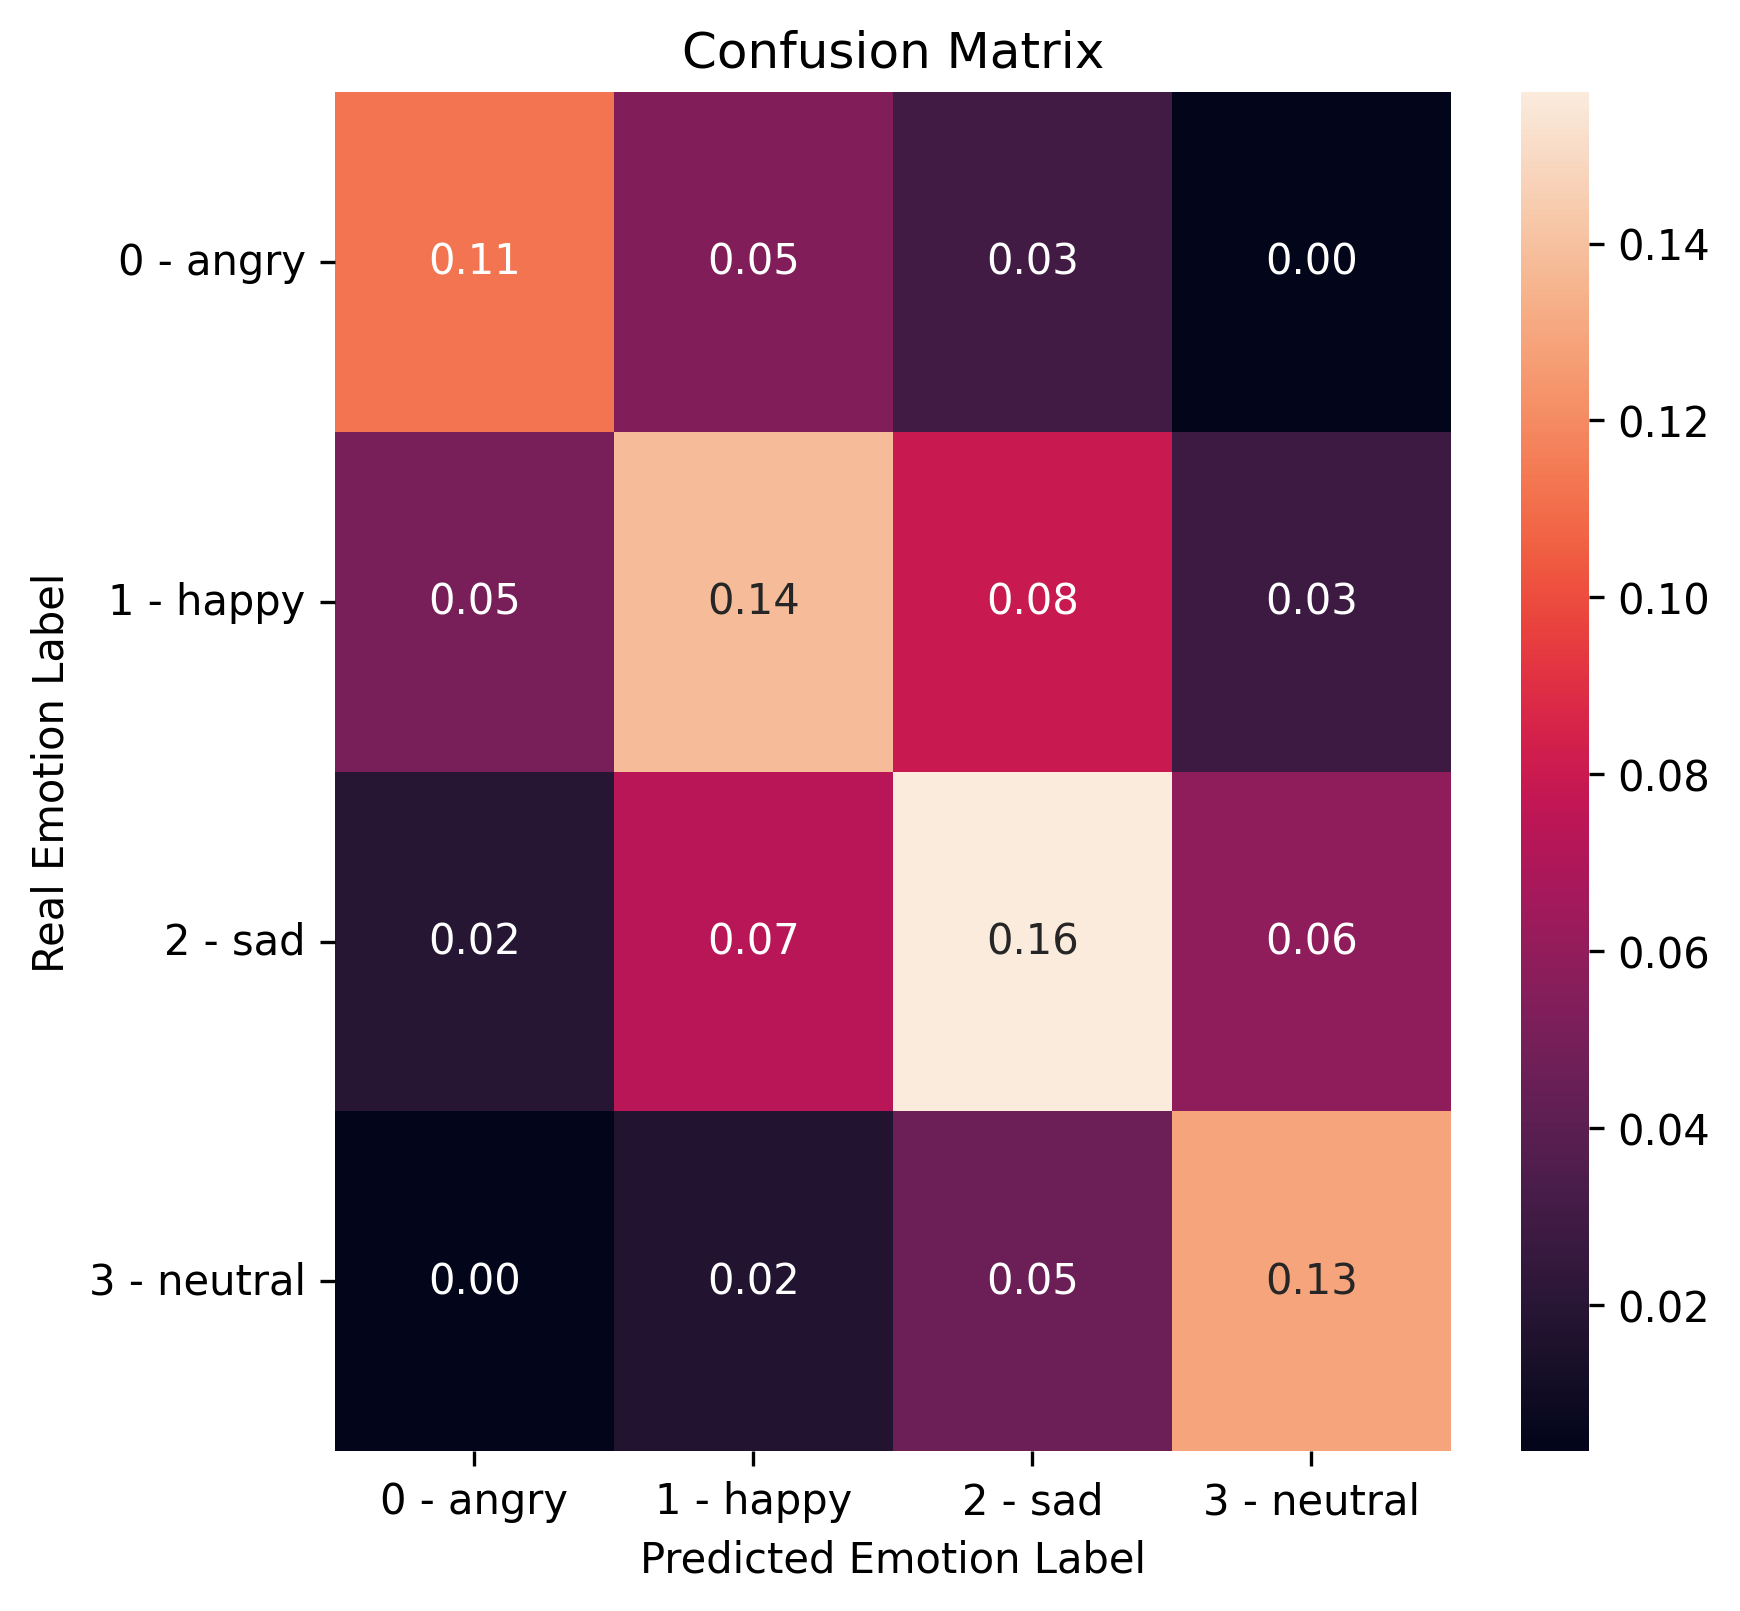 Confusion Matrix
Real Emotion Label
0 - angry 0.11 0.05 0.03 0.00
1 - happy 0.05 0.14 0.08 0.03
2 - sad 0.02 0.07 0.16 0.06
3 - neutral 0.00 0.02 0.05 0.13
0 - angry 1 - happy 2 - sad 3 - neutral
Predicted Emotion Label
0.14
0.12
0.10
0.08
0.06
0.04
0.02